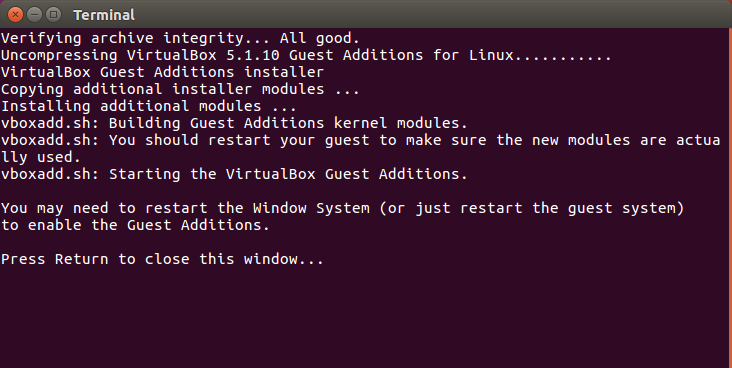 Terminal
Verifying archive integrity... All good.
Uncompressing VirtualBox 5.1.10 Guest Additions for Linux...........
VirtualBox Guest Additions installer
Copying additional installer modules ...
Installing additional modules ...
vboxadd.sh: Building Guest Additions kernel modules.
vboxadd.sh: You should restart your guest to make sure the new modules are actua
lly used.
vboxadd.sh: Starting the VirtualBox Guest Additions.
You may need to restart the Window System (or just restart the guest system)
to enable the Guest Additions.
Press Return to close this window...